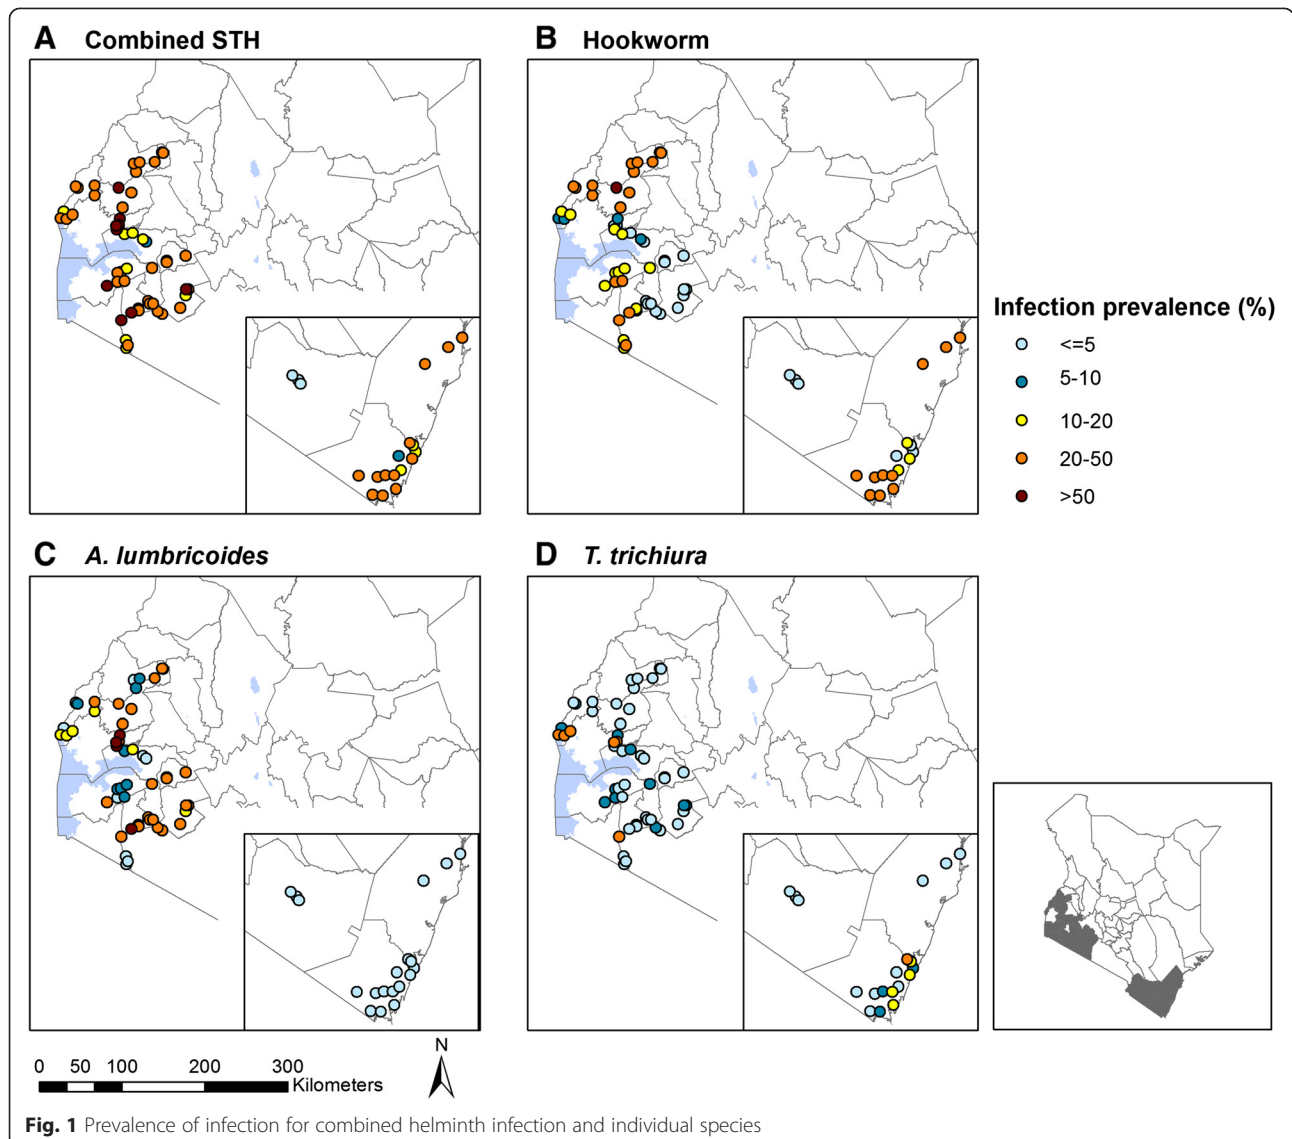 A Combined STH
B Hookworm
Infection prevalence (%)
<=5
5-10
10-20
20-50
>50
C A. lumbricoides
D T. trichiura
N
0 50 100 200 300
Kilometers
Fig. 1 Prevalence of infection for combined helminth infection and individual species